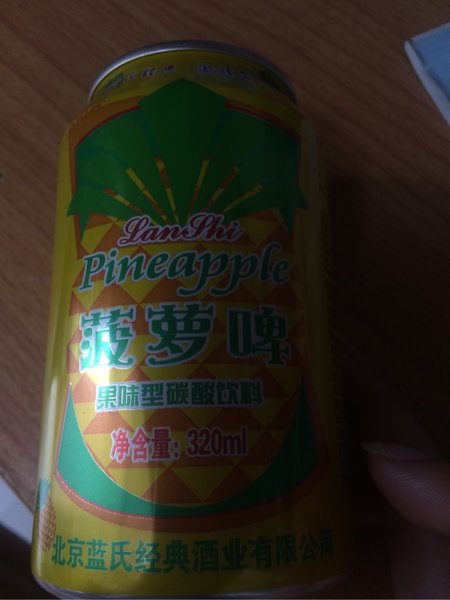 LanShi
Pineapple
菠萝啤
果味型碳酸饮料
净含量: 320ml
北京蓝氏经典酒业有限公司